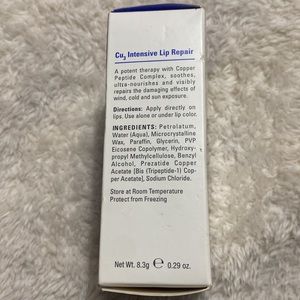 Cu₃ Intensive Lip Repair
A potent therapy with Copper
Peptide Complex, soothes,
ultra-nourishes and visibly
repairs the damaging effects of
wind, cold and sun exposure.
Directions: Apply directly on
lips. Use alone or under lip color.
INGREDIENTS: Petrolatum,
Water (Aqua), Microcrystalline
Wax, Paraffin, Glycerin, PVP
Eicosene Copolymer, Hydroxy-
propyl Methylcellulose, Benzyl
Alcohol, Prezatide Copper
Acetate [Bis (Tripeptide-1) Cop-
per Acetate], Sodium Chloride.
Store at Room Temperature
Protect from Freezing
Net Wt. 8.3g ℮ 0.29 oz.